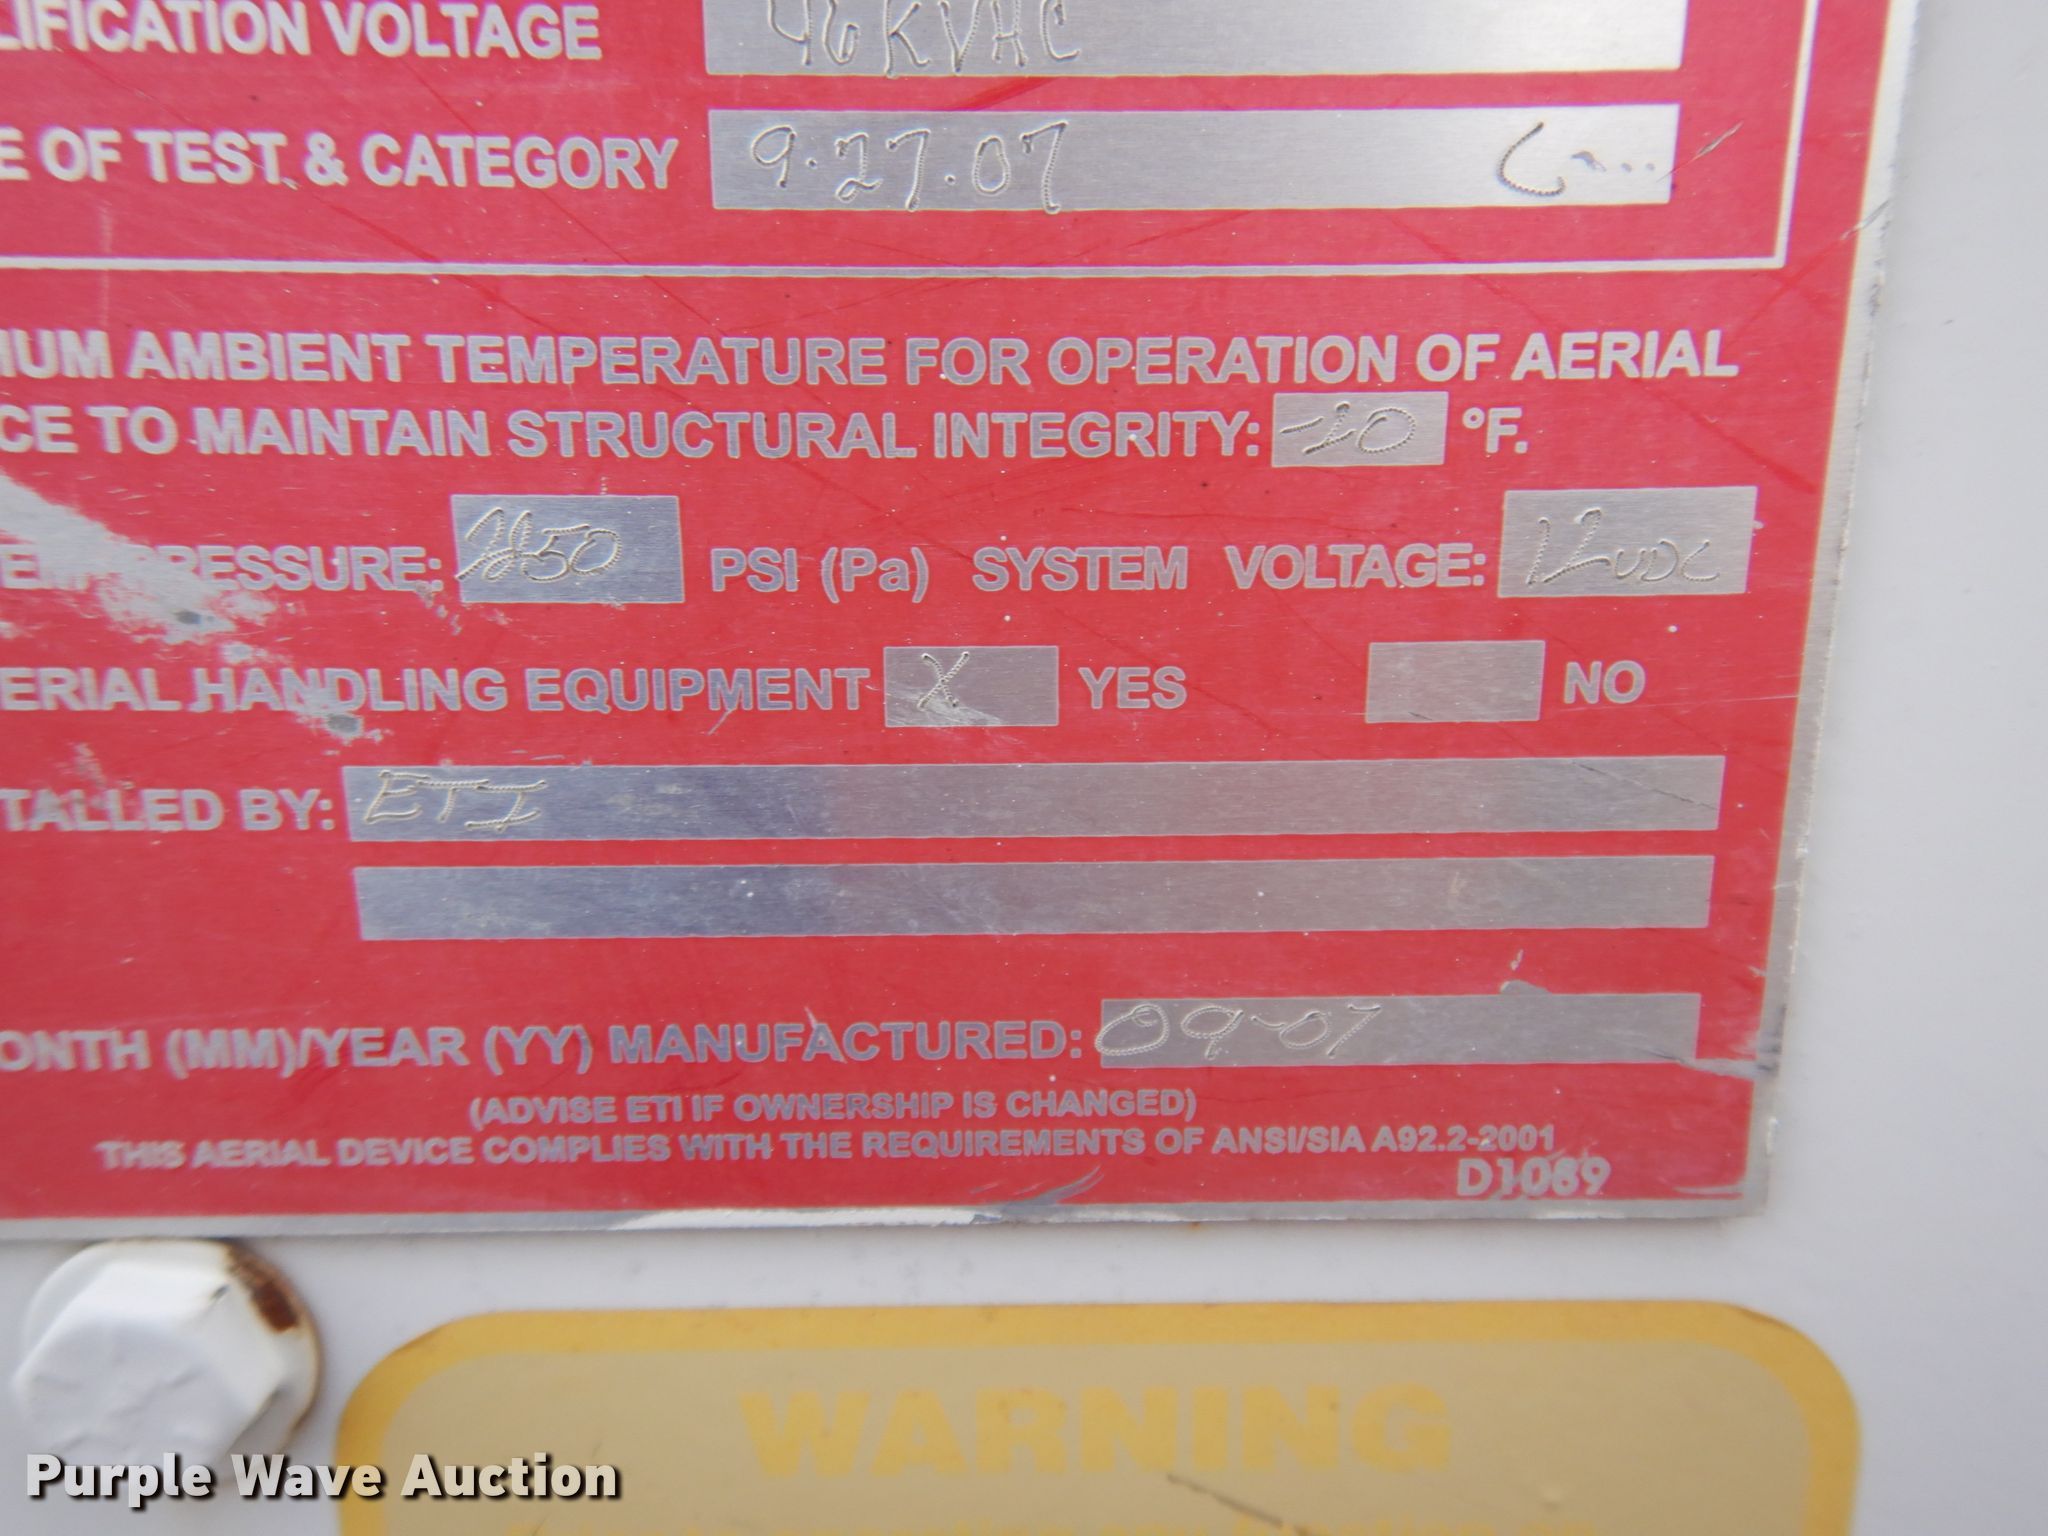 LIFICATION VOLTAGE 46KVAC
E OF TEST & CATEGORY 9.27.07 C
MUM AMBIENT TEMPERATURE FOR OPERATION OF AERIAL
CE TO MAINTAIN STRUCTURAL INTEGRITY: °F.
PRESSURE: PSI (Pa) SYSTEM VOLTAGE: 12VDC
ERIAL HANDLING EQUIPMENT X YES NO
TALLED BY: ETI
ONTH (MM)/YEAR (YY) MANUFACTURED: 09-07
(ADVISE ETI IF OWNERSHIP IS CHANGED)
THIS AERIAL DEVICE COMPLIES WITH THE REQUIREMENTS OF ANSI/SIA A92.2-2001
D1089
WARNING
Purple Wave Auction